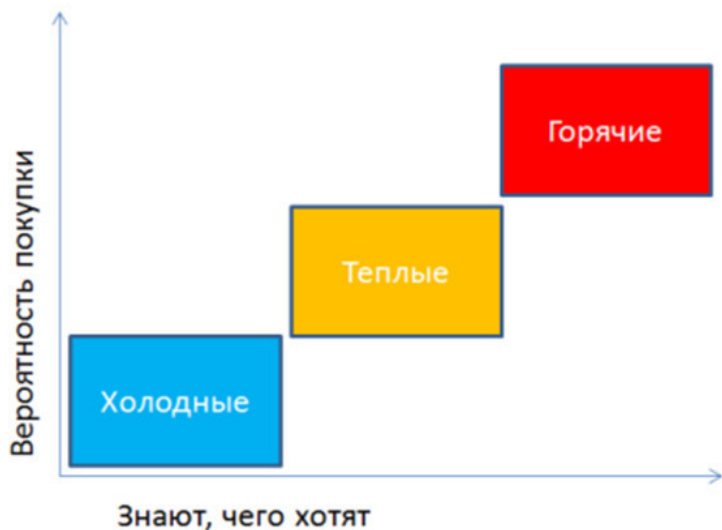 Вероятность покупки
Горячие
Теплые
Холодные
Знают, чего хотят